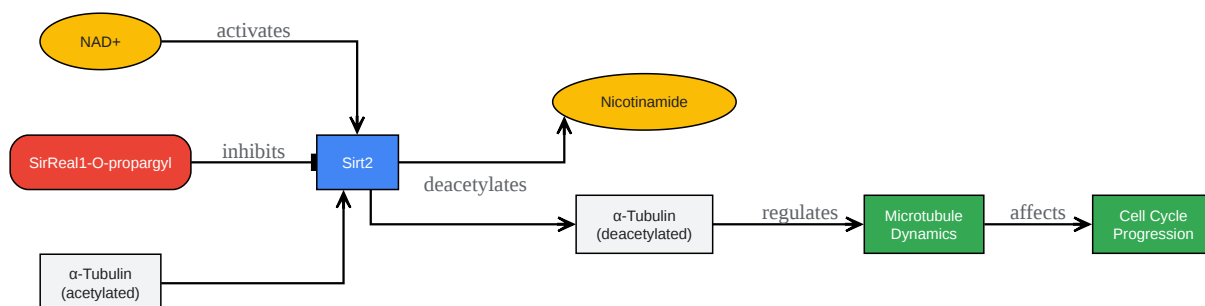 NAD+
activates
Nicotinamide
SirReal1-O-propargyl
inhibits
Sirt2
deacetylates
α-Tubulin
(acetylated)
α-Tubulin
(deacetylated)
regulates
Microtubule
Dynamics
affects
Cell Cycle
Progression